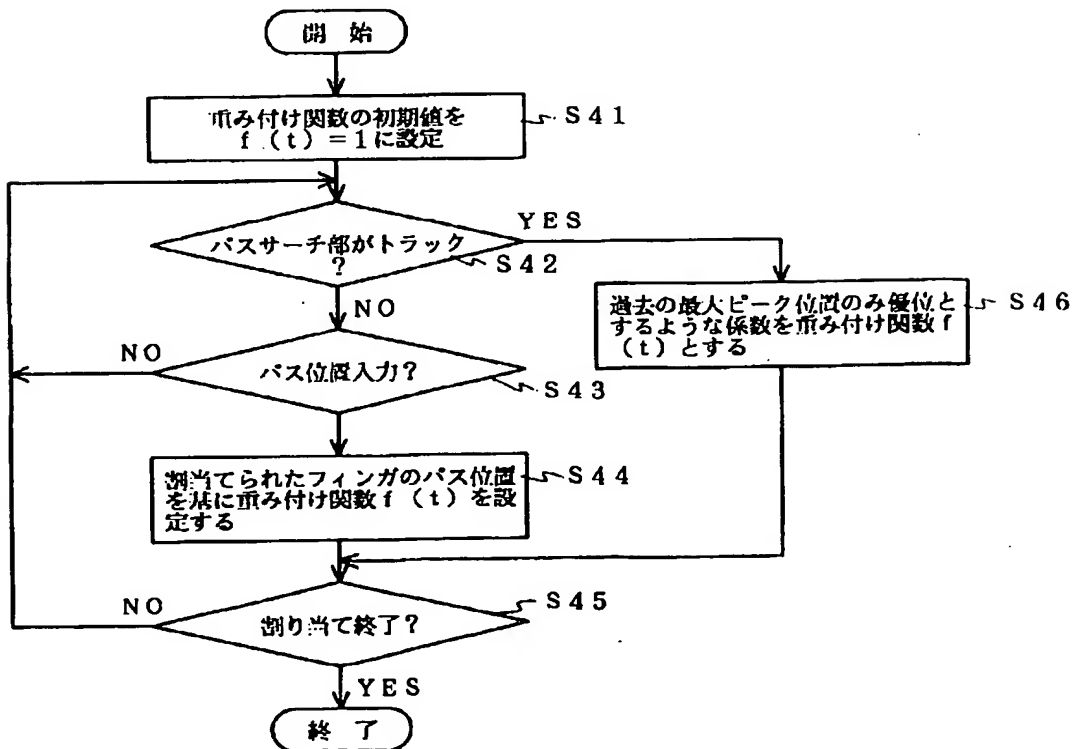 開 始
重み付け関数の初期値を
f (t) = 1に設定
S41
パスサーチ部がトラック
?
YES
S42
NO
過去の最大ピーク位置のみ優位と
するような係数を重み付け関数f
(t) とする
S46
NO
パス位置入力?
S43
割当てられたフィンガのパス位置
を基に重み付け関数f (t) を設
定する
S44
NO
割り当て終了?
S45
YES
終 了